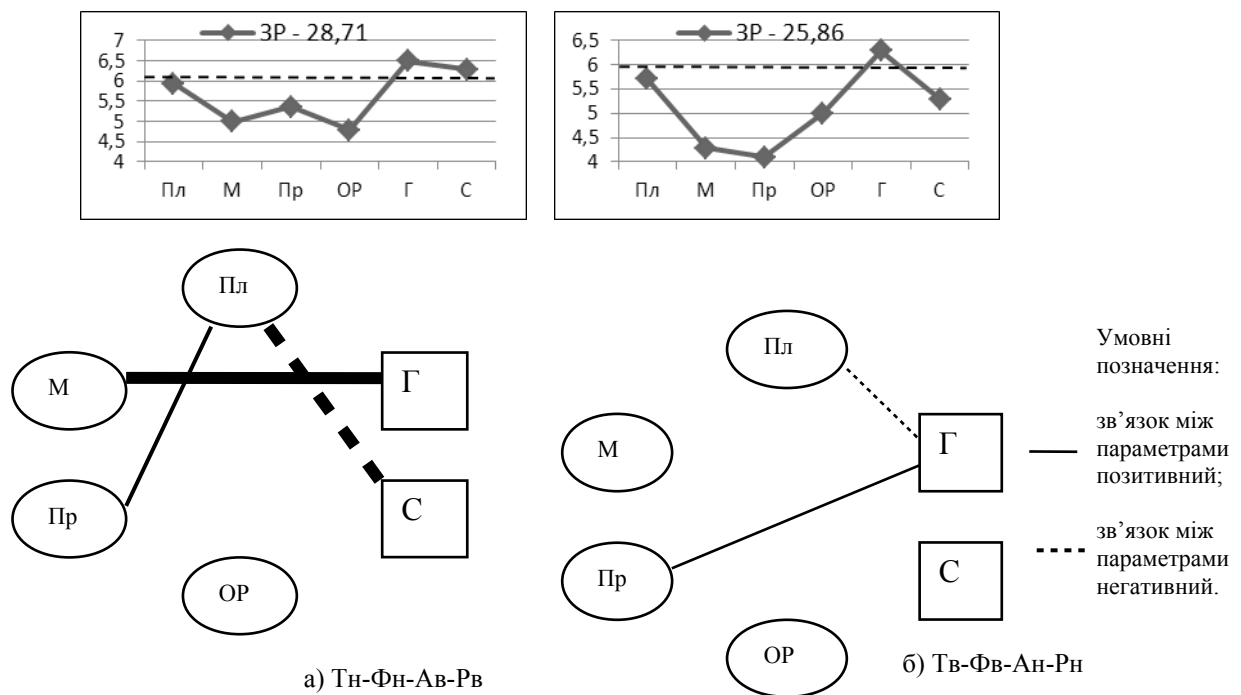 ЗР - 28,71
7
6,5
6
5,5
5
4,5
4
Пл М Пр ОР Г С
ЗР - 25,86
6,5
6
5,5
5
4,5
4
Пл М Пр ОР Г С
Пл
М
Г
Пр
С
ОР
а) Тн-Фн-Ав-Рв
Пл
М
Г
Пр
С
ОР
б) Тв-Фв-Ан-Рн
Умовні
позначення:
зв’язок між
параметрами
позитивний;
зв’язок між
параметрами
негативний.